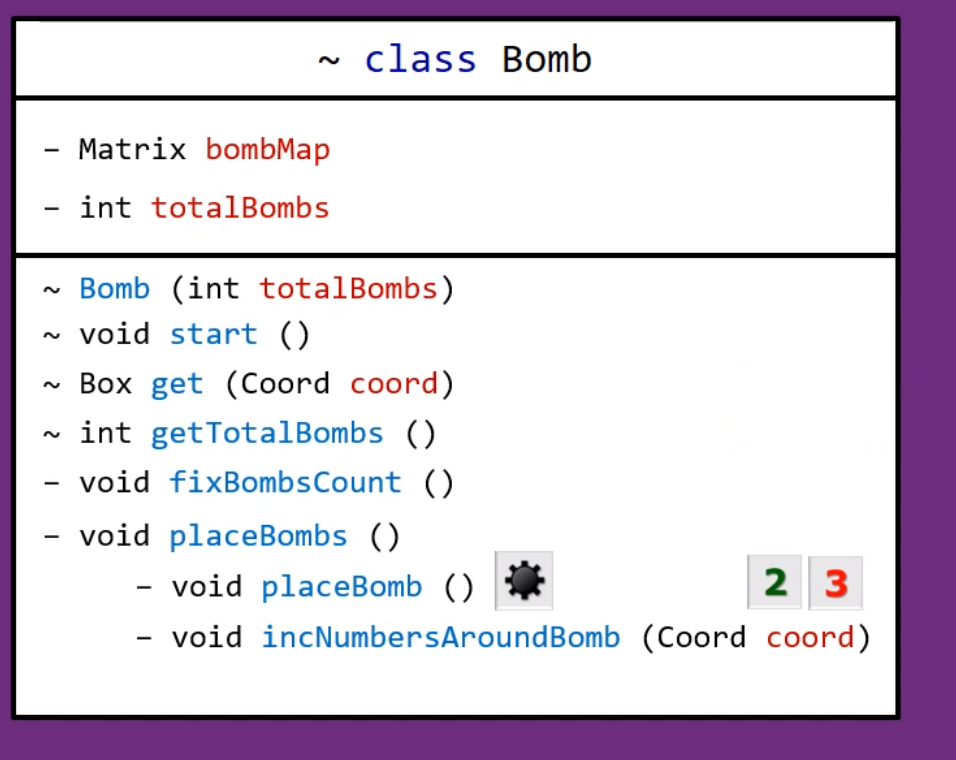 ~ class Bomb
– Matrix bombMap
– int totalBombs
~ Bomb (int totalBombs)
~ void start ()
~ Box get (Coord coord)
~ int getTotalBombs ()
– void fixBombsCount ()
– void placeBombs ()
– void placeBomb () 2 3
– void incNumbersAroundBomb (Coord coord)